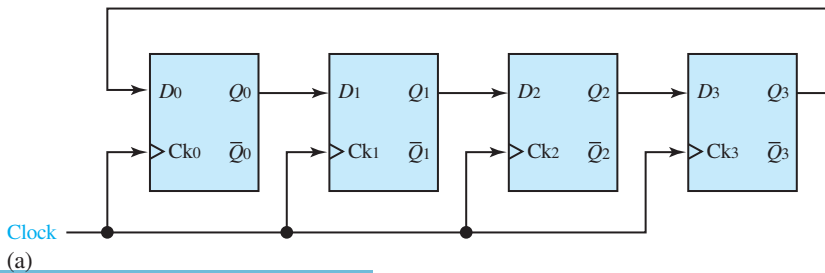 D0 Q0 D1 Q1 D2 Q2 D3 Q3
Ck0 Q̅0 Ck1 Q̅1 Ck2 Q̅2 Ck3 Q̅3
Clock
(a)